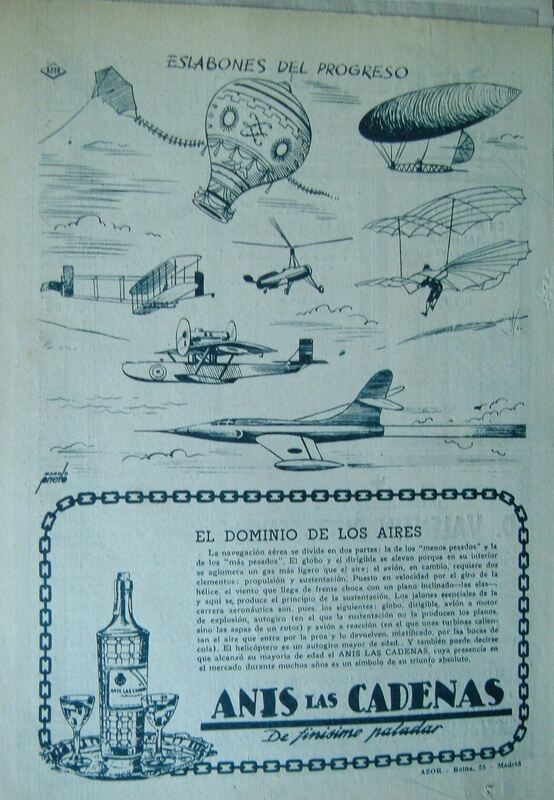 AZOR
ESLABONES DEL PROGRESO
MANOLO
prieto
EL DOMINIO DE LOS AIRES
La navegación aérea se divide en dos partes: la de los "menos pesados" y la
de los "más pesados". El globo y el dirigible se elevan porque en su interior
se aglomera un gas más ligero que el aire; el avión, en cambio, requiere dos
elementos: propulsión y sustentación. Puesto en velocidad por el giro de la
hélice, el viento que llega de frente choca con un plano inclinado—las alas—,
y aquí se produce el principio de la sustentación. Los jalones esenciales de la
carrera aeronáutica son, pues, los siguientes: globo, dirigible, avión a motor
de explosión, autogiro (en el que la sustentación no la producen los planos,
sino las aspas de un rotor) y avión a reacción (en el que unas turbinas calien-
tan el aire que entra por la proa y lo devuelven, mixtificado, por las bocas de
cola). El helicóptero es un autogiro mayor de edad... Y también puede decirse
que alcanzó su mayoría de edad el ANIS LAS CADENAS, cuya presencia en
el mercado durante muchos años es un símbolo de su triunfo absoluto.
ANIS LAS CADENAS
ANIS LAS CADENAS
De finísimo paladar
AZOR - Reina, 25 - Madrid